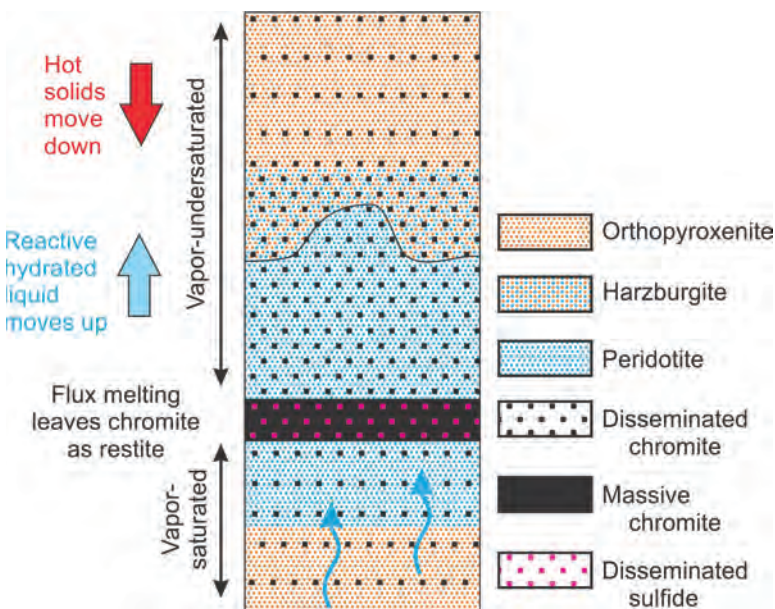 Hot
solids
move
down
Reactive
hydrated
liquid
moves up
Vapor-undersaturated
Flux melting
leaves chromite
as restite
Vapor-
saturated
Orthopyroxenite
Harzburgite
Peridotite
Disseminated
chromite
Massive
chromite
Disseminated
sulfide